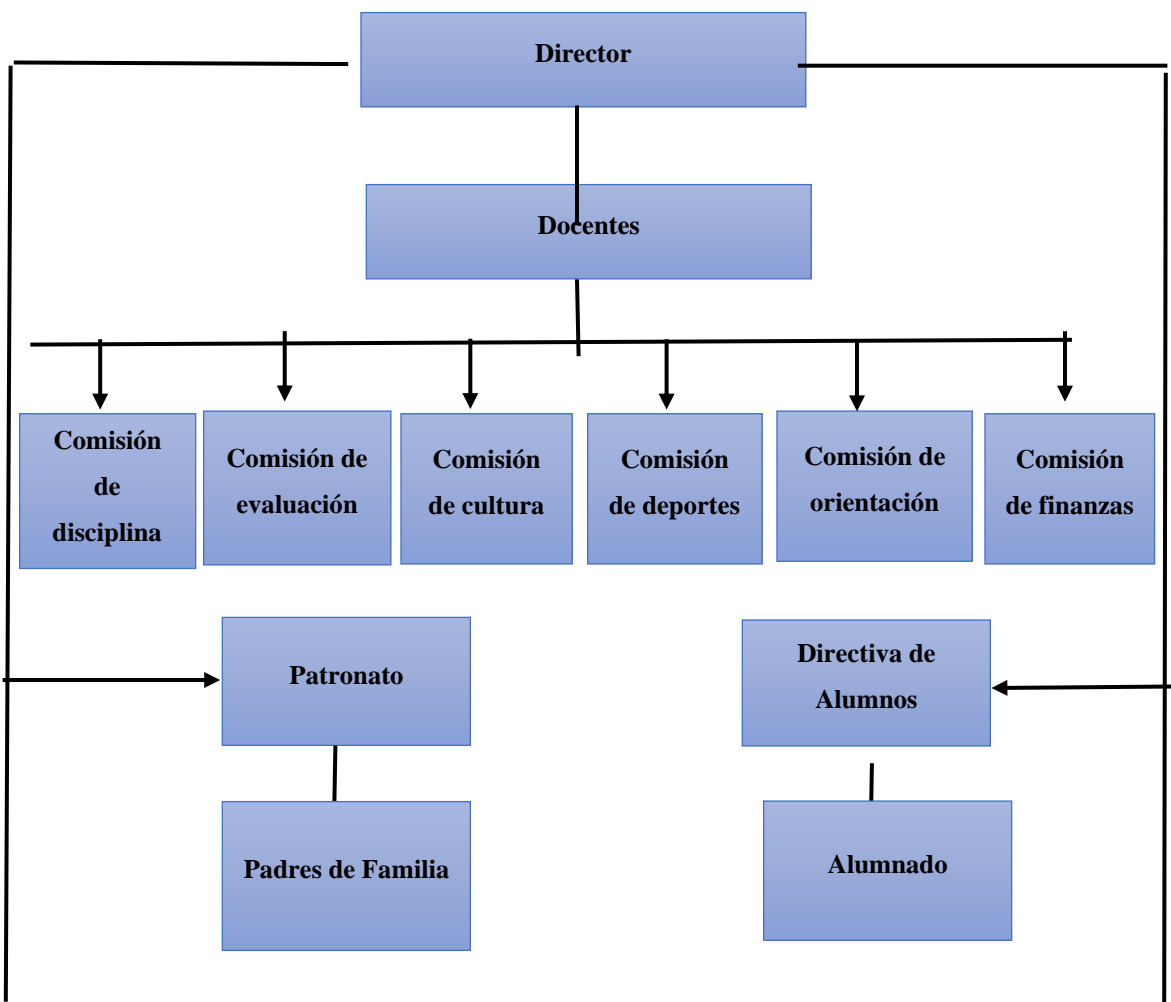 Director
Docentes
Comisión
de
disciplina
Comisión de
evaluación
Comisión
de cultura
Comisión
de deportes
Comisión de
orientación
Comisión
de finanzas
Patronato
Directiva de
Alumnos
Padres de Familia
Alumnado